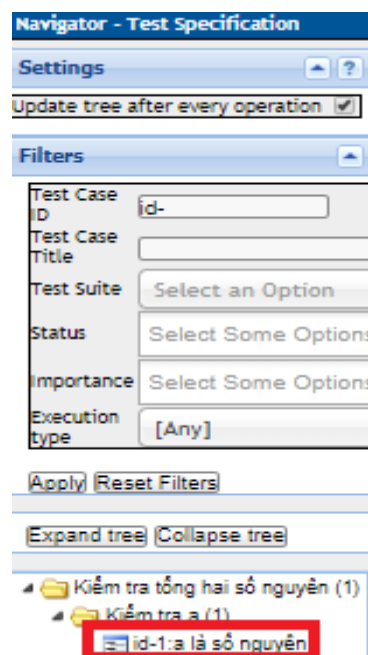 Navigator - Test Specification
Settings
?
Update tree after every operation
Filters
Test Case ID
id-
Test Case Title
Test Suite
Select an Option
Status
Select Some Options
Importance
Select Some Options
Execution type
[Any]
Apply Reset Filters
Expand tree Collapse tree
Kiểm tra tổng hai số nguyên (1)
Kiểm tra a (1)
id-1:a là số nguyên